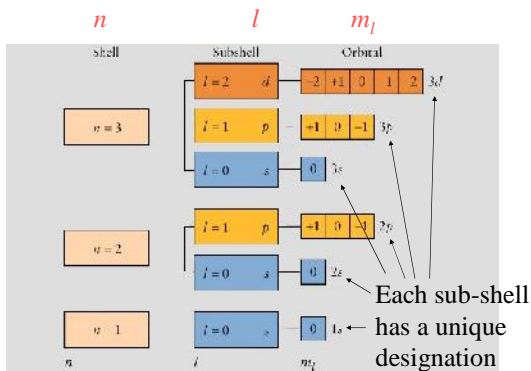 n l m_l
Shell Subshell Orbital
l = 2 d −2 +1 0 1 2 3d
n = 3 l = 1 p +1 0 −1 3p
l = 0 s 0 3s
l = 1 p +1 0 −1 2p
n = 2
l = 0 s 0 2s
Each sub-shell
n 1 l = 0 s 0 1s has a unique
designation
n l m_l